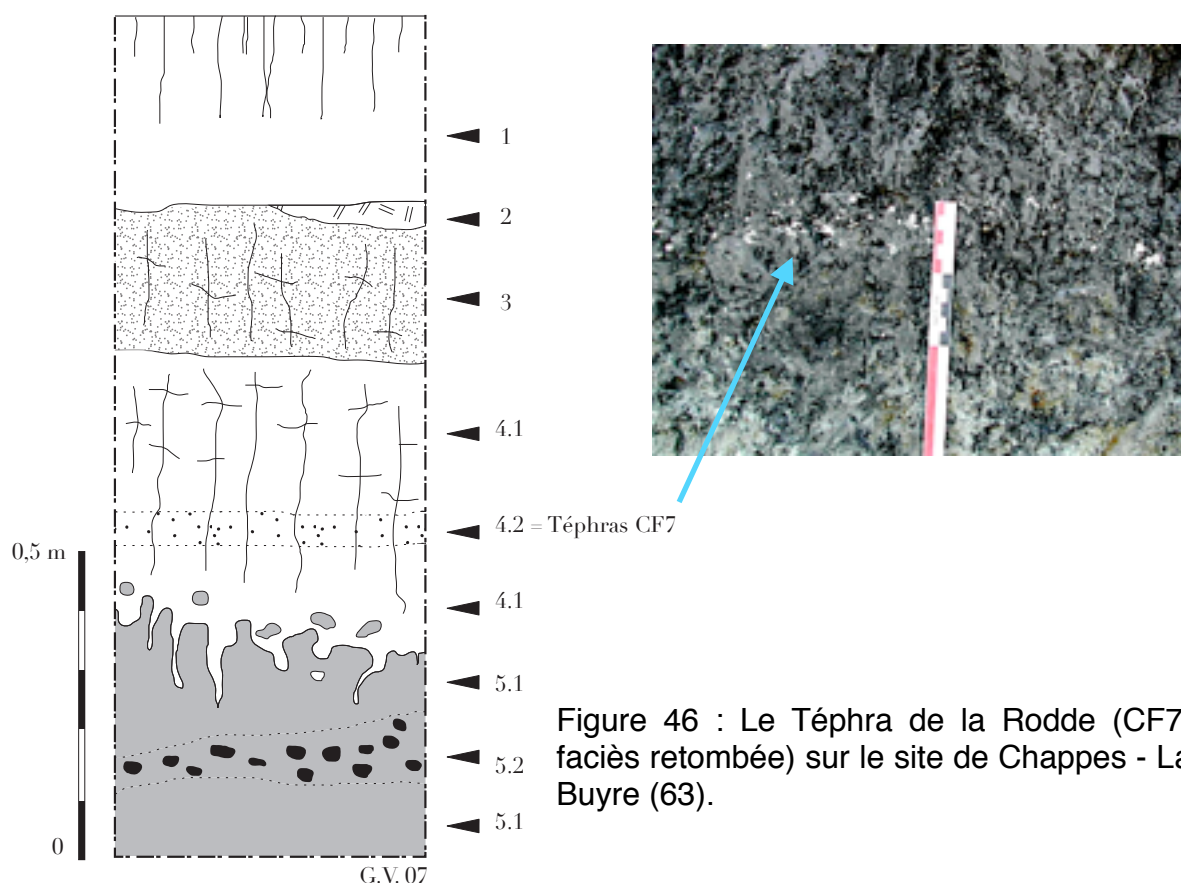 1
2
3
4.1
4.2 = Téphras CF7
0,5 m
4.1
5.1
5.2
5.1
0
G.V. 07
Figure 46 : Le Téphra de la Rodde (CF7
faciès retombée) sur le site de Chappes - La
Buyre (63).